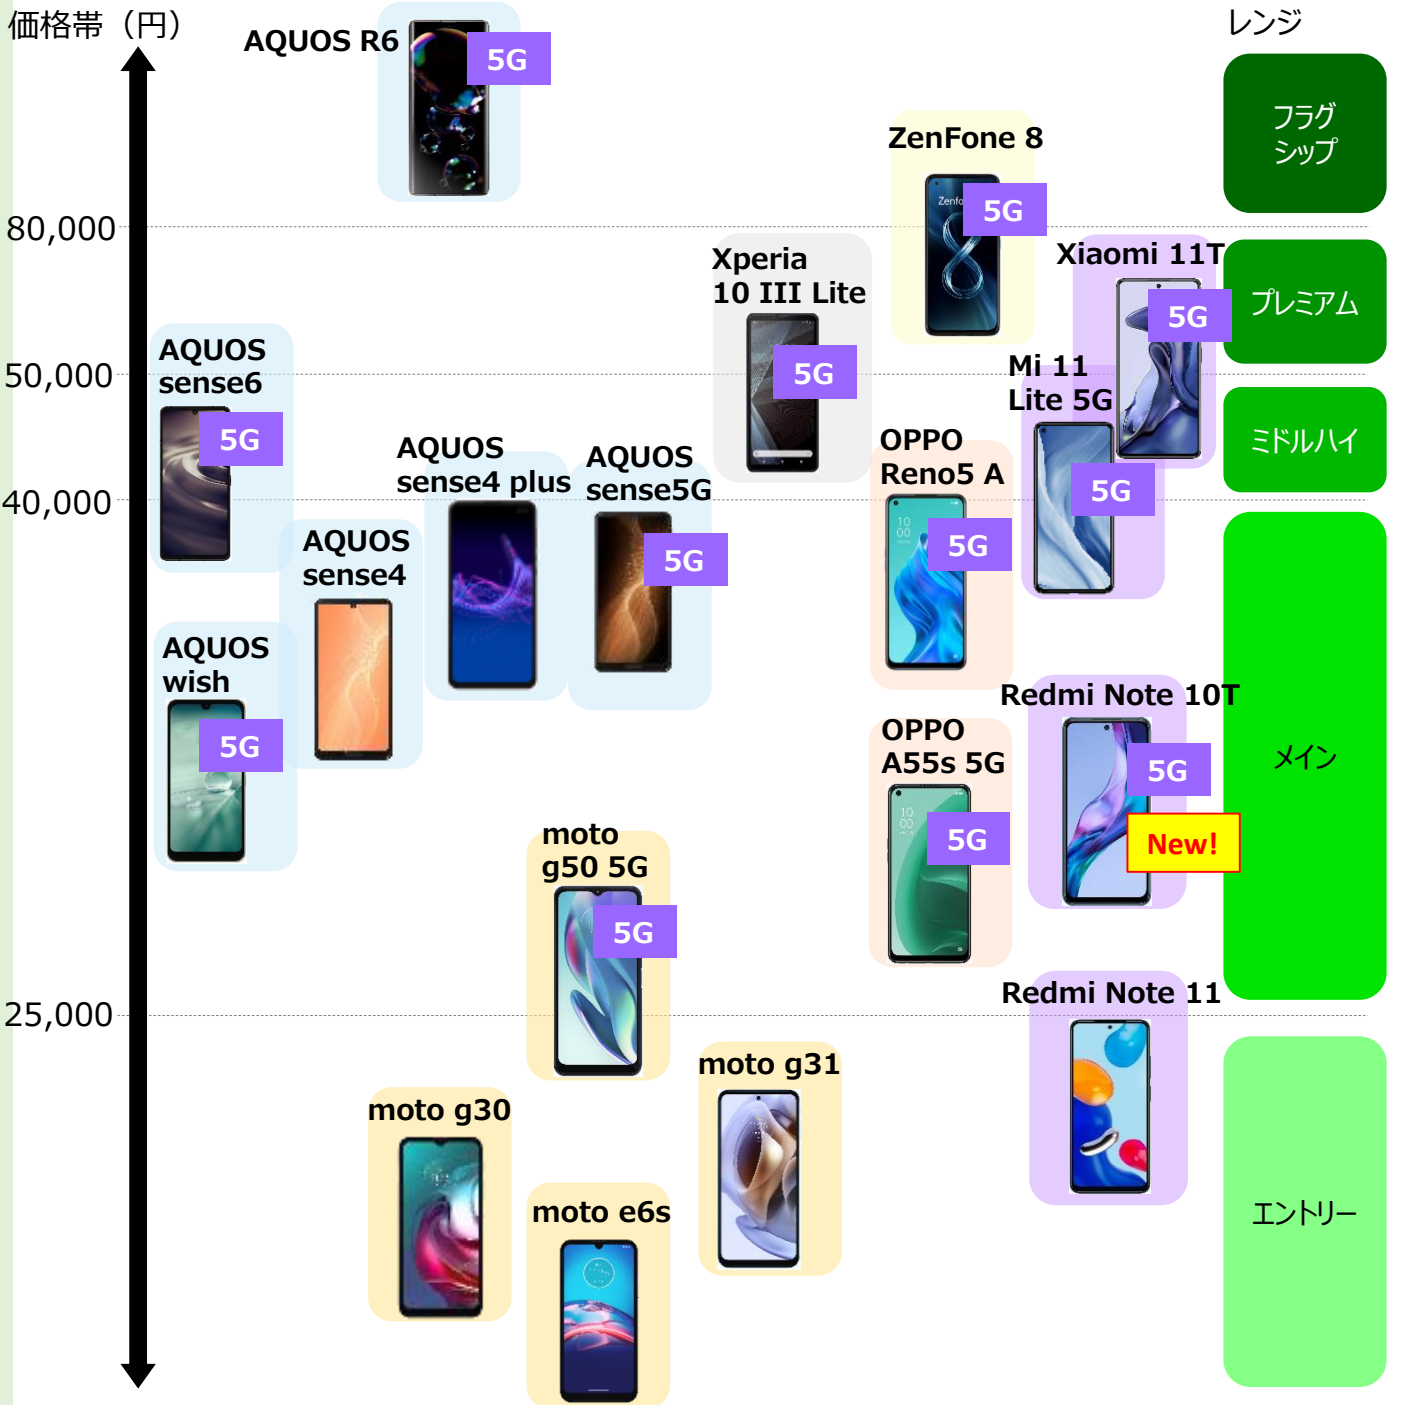 価格帯（円）
レンジ
AQUOS R6
5G
フラグ
シップ
ZenFone 8
Zenfo
5G
80,000
Xperia
10 III Lite
5G
Xiaomi 11T
5G
プレミアム
AQUOS
sense6
5G
50,000
Mi 11
Lite 5G
5G
ミドルハイ
AQUOS
sense4 plus
AQUOS
sense5G
5G
OPPO
Reno5 A
10
00
5G
40,000
AQUOS
sense4
AQUOS
wish
5G
Redmi Note 10T
5G
New!
メイン
OPPO
A55s 5G
10
00
5G
moto
g50 5G
5G
25,000
Redmi Note 11
moto g31
moto g30
moto e6s
エントリー